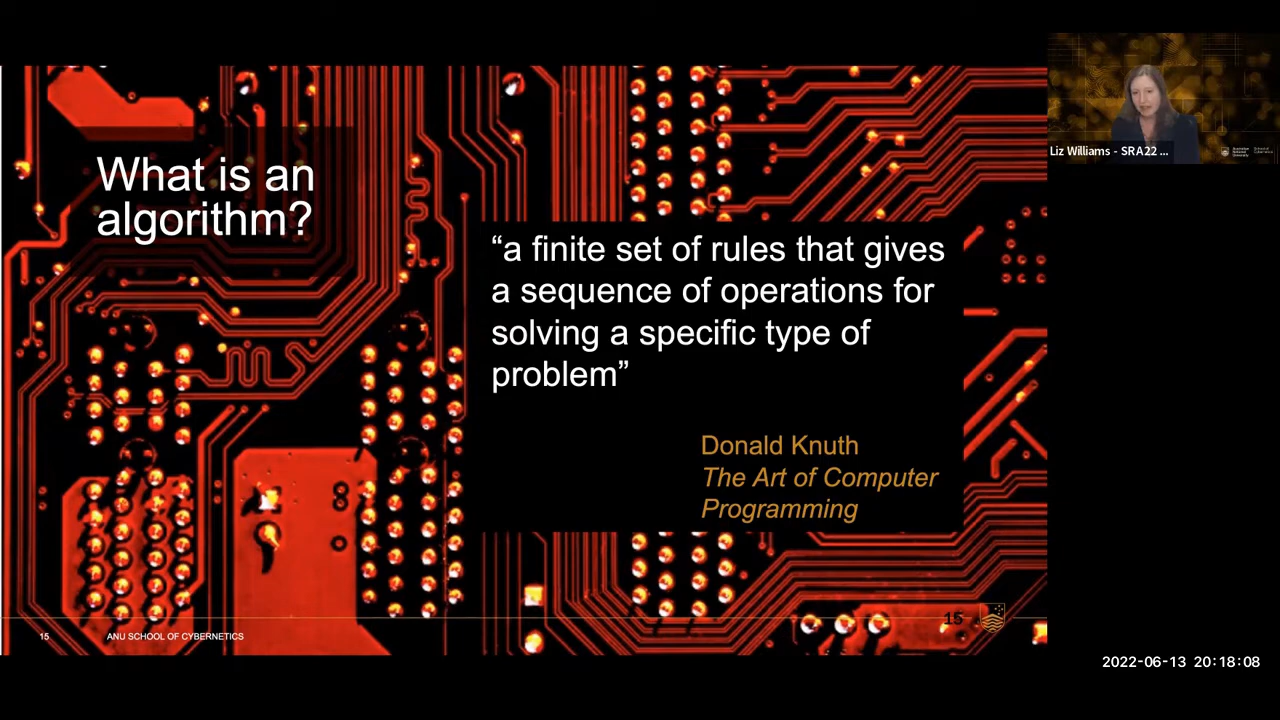 What is an
algorithm?
“a finite set of rules that gives
a sequence of operations for
solving a specific type of
problem”
Donald Knuth
The Art of Computer
Programming
15
ANU SCHOOL OF CYBERNETICS
15
Liz Williams - SRA22 ...
2022-06-13 20:18:08